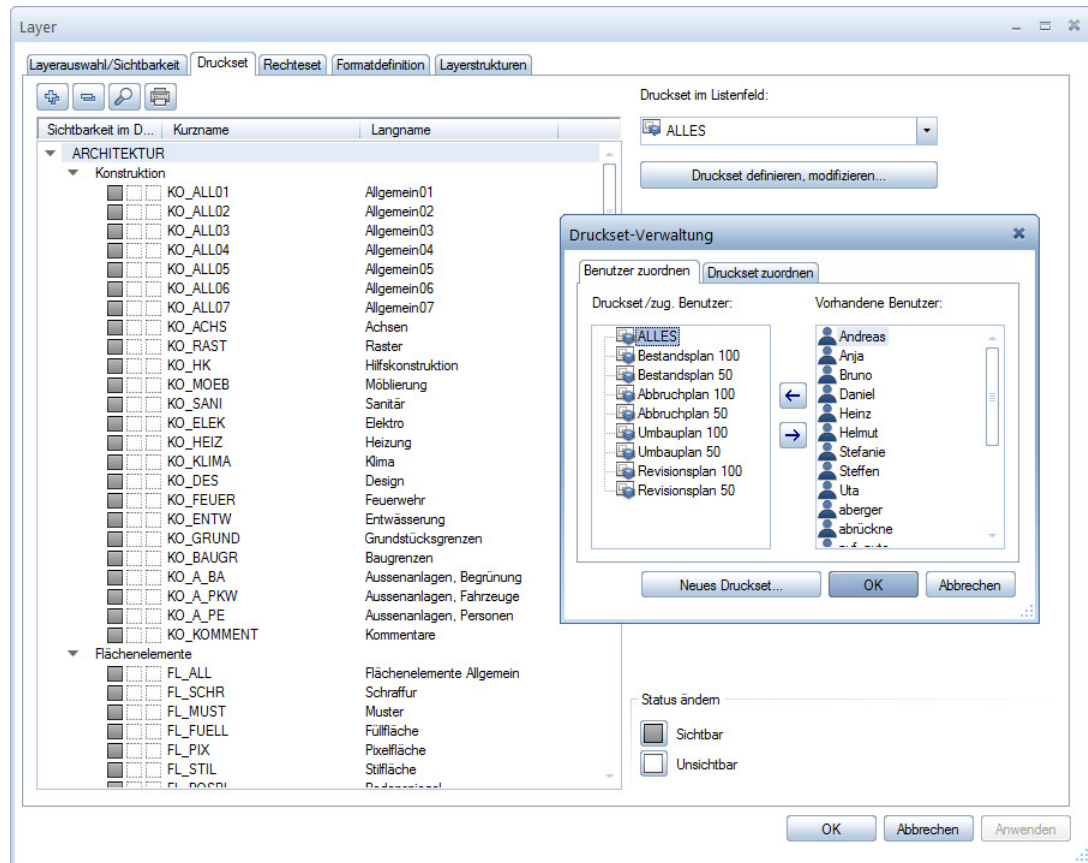 Layer
Layerauswahl/Sichtbarkeit Druckset Rechteset Formatdefinition Layerstrukturen
Druckset im Listenfeld:
ALLES
Druckset definieren, modifizieren...
Sichtbarkeit im D... Kurzname Langname
ARCHITEKTUR
Konstruktion
KO_ALL01 Allgemein01
KO_ALL02 Allgemein02
KO_ALL03 Allgemein03
KO_ALL04 Allgemein04
KO_ALL05 Allgemein05
KO_ALL06 Allgemein06
KO_ALL07 Allgemein07
KO_ACHS Achsen
KO_RAST Raster
KO_HK Hilfskonstruktion
KO_MOEB Möblierung
KO_SANI Sanitär
KO_ELEK Elektro
KO_HEIZ Heizung
KO_KLIMA Klima
KO_DES Design
KO_FEUER Feuerwehr
KO_ENTW Entwässerung
KO_GRUND Grundstücksgrenzen
KO_BAUGR Baugrenzen
KO_A_BA Aussenanlagen, Begrünung
KO_A_PKW Aussenanlagen, Fahrzeuge
KO_A_PE Aussenanlagen, Personen
KO_KOMMENT Kommentare
Flächenelemente
FL_ALL Flächenelemente Allgemein
FL_SCHR Schraffur
FL_MUST Muster
FL_FUELL Füllfläche
FL_PIX Pixelfläche
FL_STIL Stilfläche
Druckset-Verwaltung
Benutzer zuordnen Druckset zuordnen
Druckset/zug. Benutzer:
ALLES
Bestandsplan 100
Bestandsplan 50
Abbruchplan 100
Abbruchplan 50
Umbauplan 100
Umbauplan 50
Revisionsplan 100
Revisionsplan 50
Vorhandene Benutzer:
Andreas
Anja
Bruno
Daniel
Heinz
Helmut
Stefanie
Steffen
Uta
aberger
abrückne
Neues Druckset... OK Abbrechen
Status ändern
Sichtbar
Unsichtbar
OK Abbrechen Anwenden